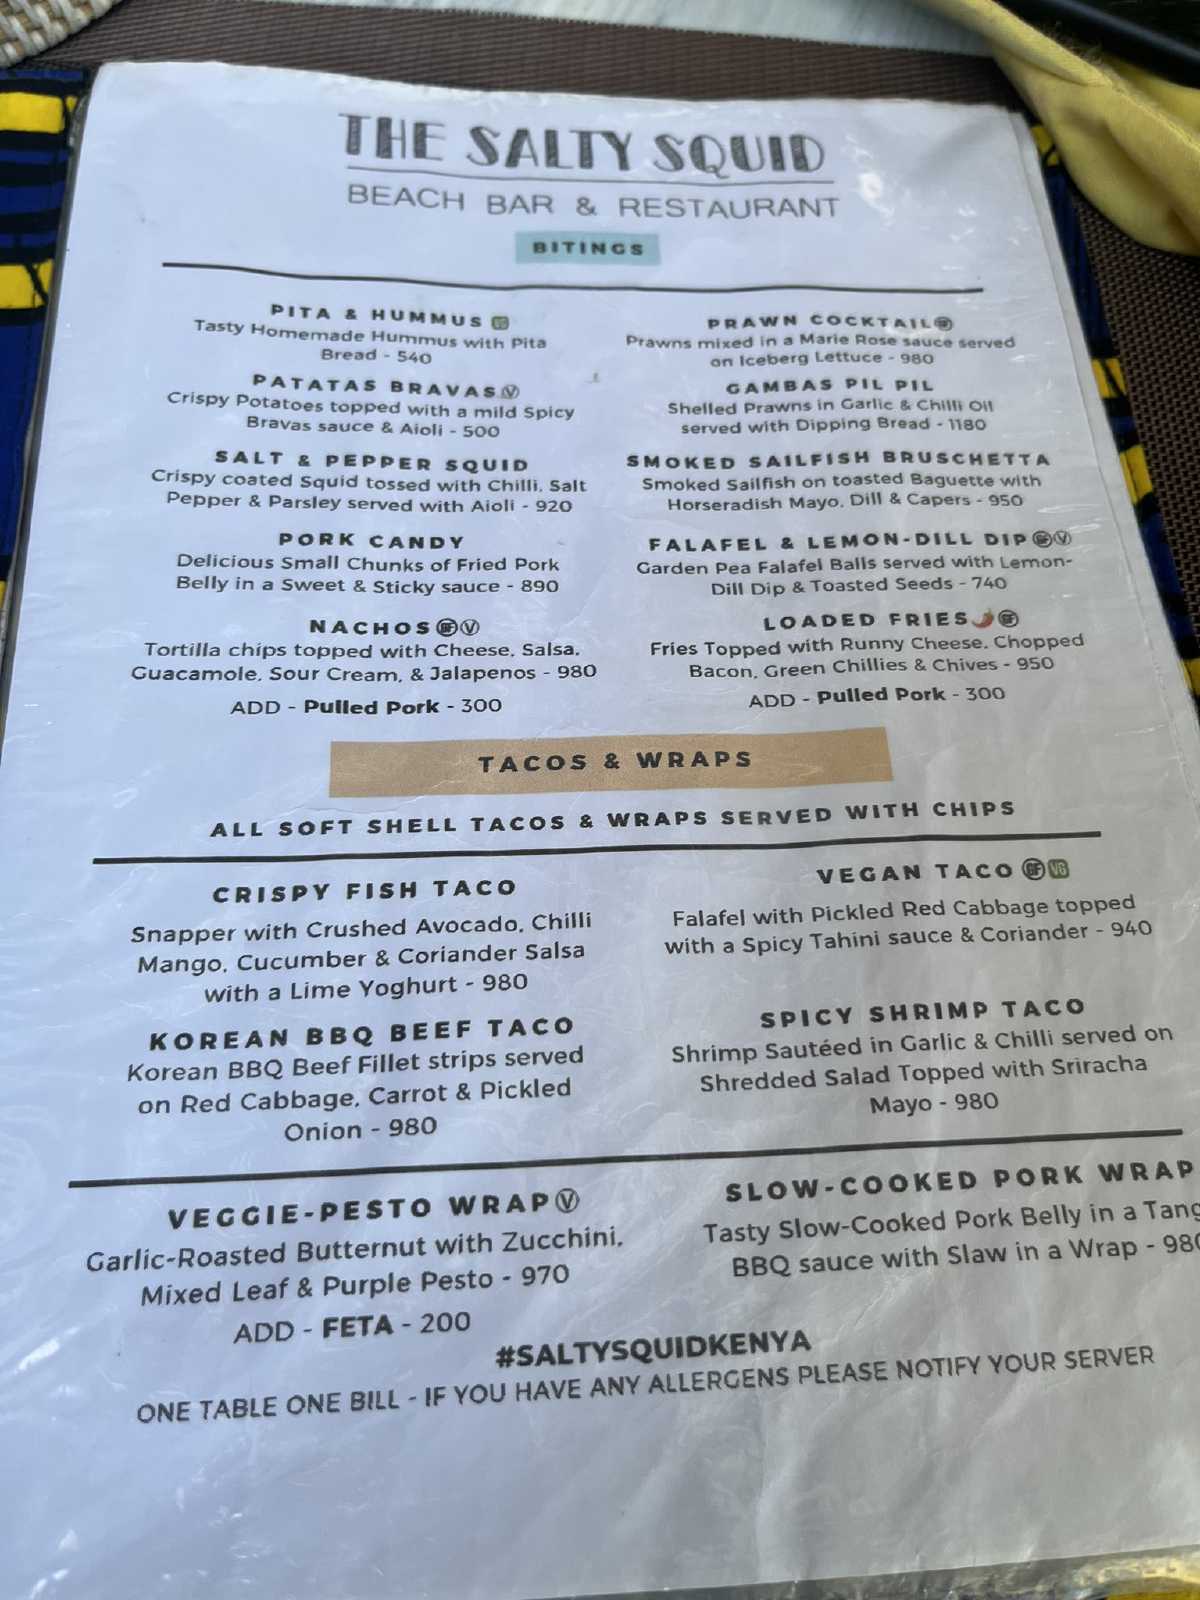 THE SALTY SQUID
BEACH BAR & RESTAURANT
BITINGS
PITA & HUMMUS VG
Tasty Homemade Hummus with Pita
Bread - 540
PATATAS BRAVAS V
Crispy Potatoes topped with a mild Spicy
Bravas sauce & Aioli - 500
SALT & PEPPER SQUID
Crispy coated Squid tossed with Chilli, Salt
Pepper & Parsley served with Aioli - 920
PORK CANDY
Delicious Small Chunks of Fried Pork
Belly in a Sweet & Sticky sauce - 890
NACHOS GF V
Tortilla chips topped with Cheese, Salsa,
Guacamole, Sour Cream, & Jalapenos - 980
ADD - Pulled Pork - 300
PRAWN COCKTAIL GF
Prawns mixed in a Marie Rose sauce served
on Iceberg Lettuce - 980
GAMBAS PIL PIL
Shelled Prawns in Garlic & Chilli Oil
served with Dipping Bread - 1180
SMOKED SAILFISH BRUSCHETTA
Smoked Sailfish on toasted Baguette with
Horseradish Mayo, Dill & Capers - 950
FALAFEL & LEMON-DILL DIP GF V
Garden Pea Falafel Balls served with Lemon-
Dill Dip & Toasted Seeds - 740
LOADED FRIES GF
Fries Topped with Runny Cheese, Chopped
Bacon, Green Chillies & Chives - 950
ADD - Pulled Pork - 300
TACOS & WRAPS
ALL SOFT SHELL TACOS & WRAPS SERVED WITH CHIPS
CRISPY FISH TACO
Snapper with Crushed Avocado, Chilli
Mango, Cucumber & Coriander Salsa
with a Lime Yoghurt - 980
KOREAN BBQ BEEF TACO
Korean BBQ Beef Fillet strips served
on Red Cabbage, Carrot & Pickled
Onion - 980
VEGAN TACO GF VG
Falafel with Pickled Red Cabbage topped
with a Spicy Tahini sauce & Coriander - 940
SPICY SHRIMP TACO
Shrimp Sautéed in Garlic & Chilli served on
Shredded Salad Topped with Sriracha
Mayo - 980
VEGGIE-PESTO WRAP V
Garlic-Roasted Butternut with Zucchini,
Mixed Leaf & Purple Pesto - 970
ADD - FETA - 200
SLOW-COOKED PORK WRAP
Tasty Slow-Cooked Pork Belly in a Tang
BBQ sauce with Slaw in a Wrap - 980
#SALTYSQUIDKENYA
ONE TABLE ONE BILL - IF YOU HAVE ANY ALLERGENS PLEASE NOTIFY YOUR SERVER